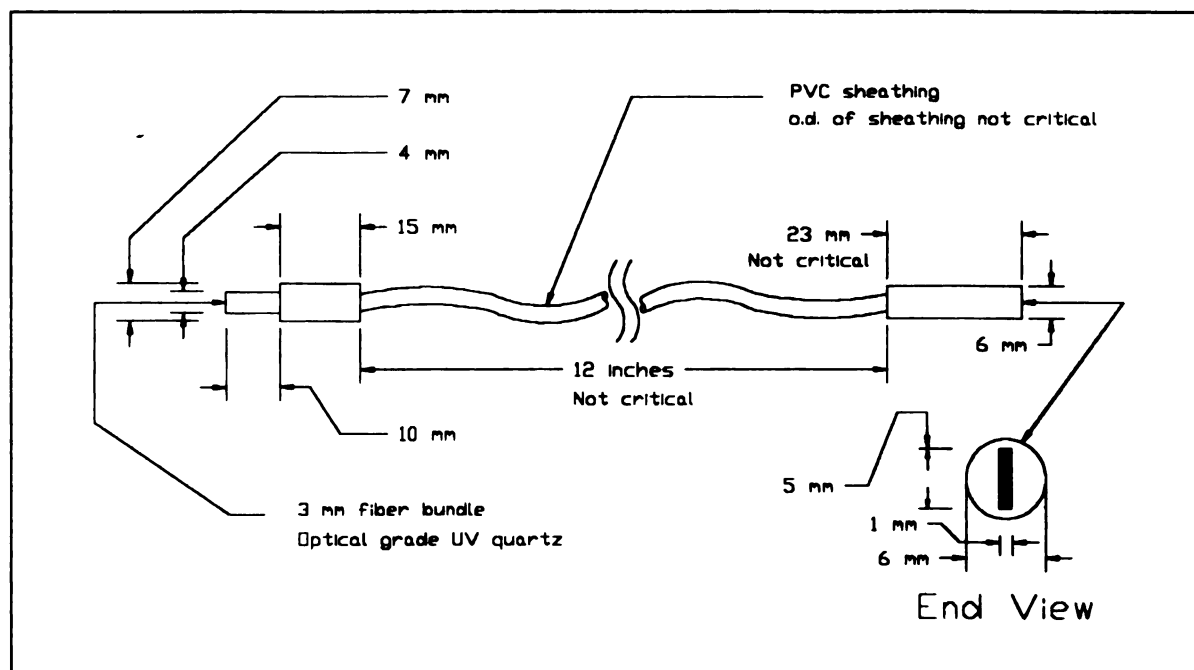 7 mm
PVC sheathing
o.d. of sheathing not critical
4 mm
15 mm
23 mm
Not critical
6 mm
12 inches
Not critical
10 mm
5 mm
3 mm fiber bundle
Optical grade UV quartz
1 mm
6 mm
End View